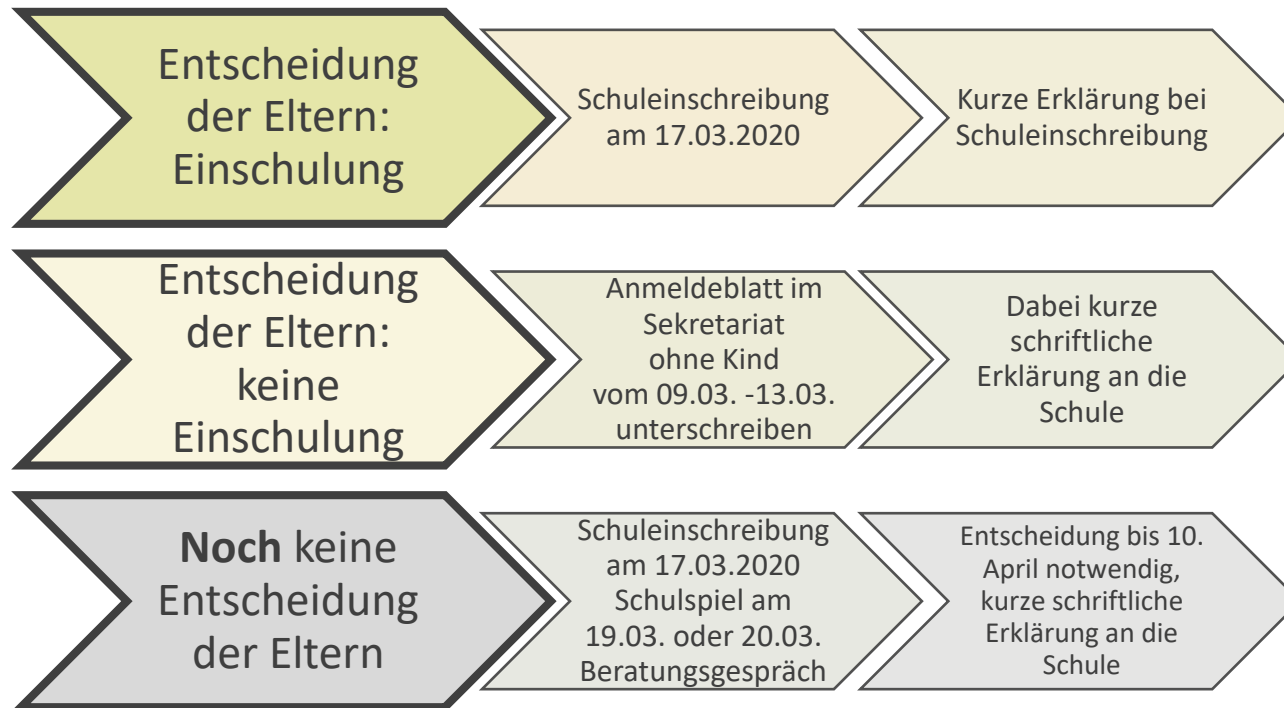 Entscheidung
der Eltern:
Einschulung
Schuleinschreibung
am 17.03.2020
Kurze Erklärung bei
Schuleinschreibung
Entscheidung
der Eltern:
keine
Einschulung
Anmeldeblatt im
Sekretariat
ohne Kind
vom 09.03. -13.03.
unterschreiben
Dabei kurze
schriftliche
Erklärung an die
Schule
Noch keine
Entscheidung
der Eltern
Schuleinschreibung
am 17.03.2020
Schulspiel am
19.03. oder 20.03.
Beratungsgespräch
Entscheidung bis 10.
April notwendig,
kurze schriftliche
Erklärung an die
Schule